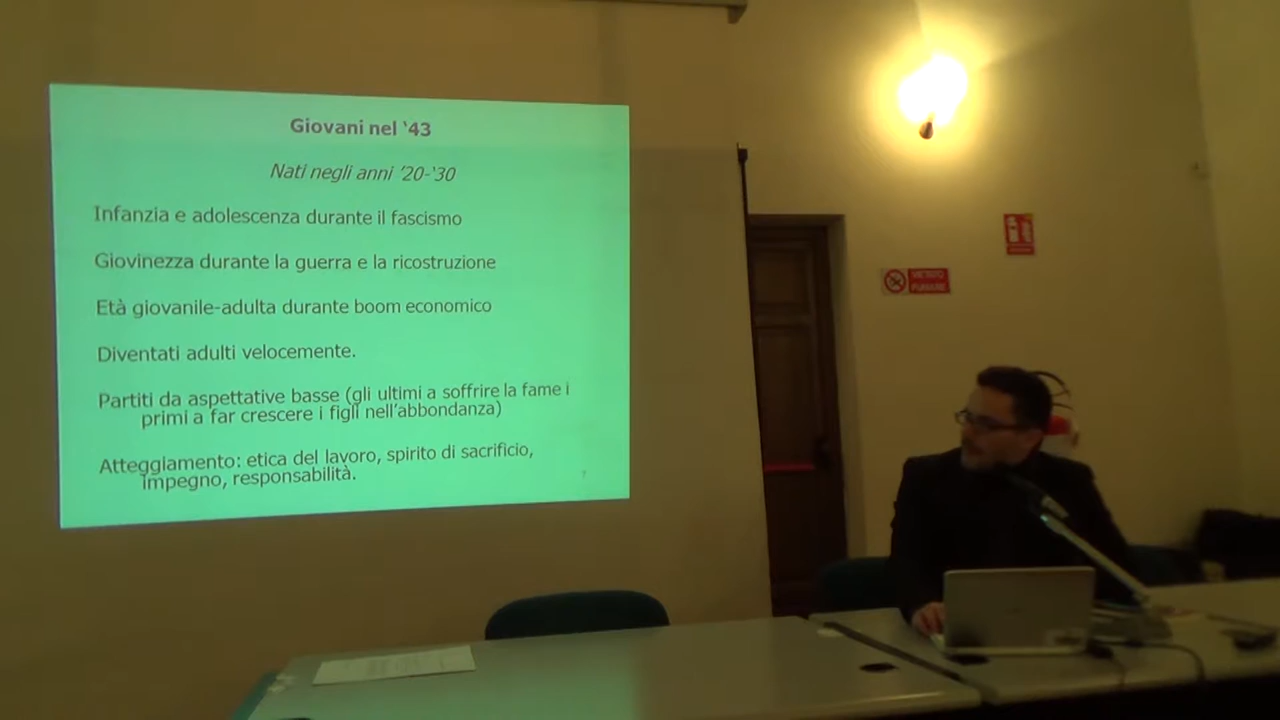 Giovani nel ‘43
Nati negli anni ’20-‘30
Infanzia e adolescenza durante il fascismo
Giovinezza durante la guerra e la ricostruzione
Età giovanile-adulta durante boom economico
Diventati adulti velocemente.
Partiti da aspettative basse (gli ultimi a soffrire la fame i
primi a far crescere i figli nell’abbondanza)
Atteggiamento: etica del lavoro, spirito di sacrificio,
impegno, responsabilità.
VIETATO
FUMARE